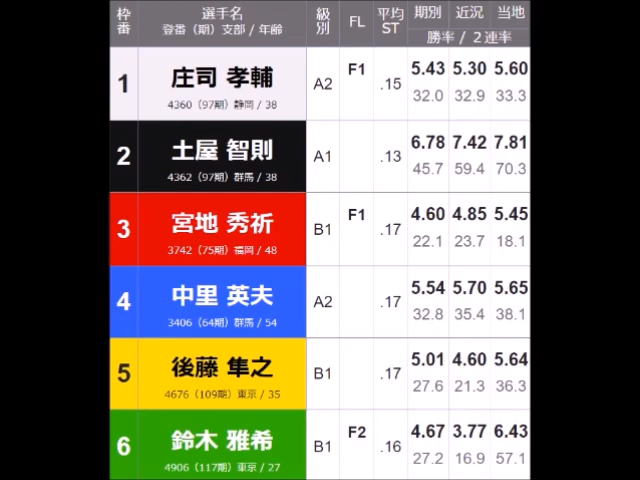 枠番 選手名 登番(期)支部 / 年齢 級別 FL 平均ST 期別 近況 当地 勝率 / 2連率
1 庄司 孝輔 A2 F1 .15 5.43 5.30 5.60
4360 (97期) 静岡 / 38 32.0 32.9 33.3
2 土屋 智則 A1 .13 6.78 7.42 7.81
4362 (97期) 群馬 / 38 45.7 59.4 70.3
3 宮地 秀祈 B1 F1 .17 4.60 4.85 5.45
3742 (75期) 福岡 / 48 22.1 23.7 18.1
4 中里 英夫 A2 .17 5.54 5.70 5.65
3406 (64期) 群馬 / 54 32.8 35.4 38.1
5 後藤 隼之 B1 .17 5.01 4.60 5.64
4676 (109期) 東京 / 35 27.6 21.3 36.3
6 鈴木 雅希 B1 F2 .16 4.67 3.77 6.43
4906 (117期) 東京 / 27 27.2 16.9 57.1